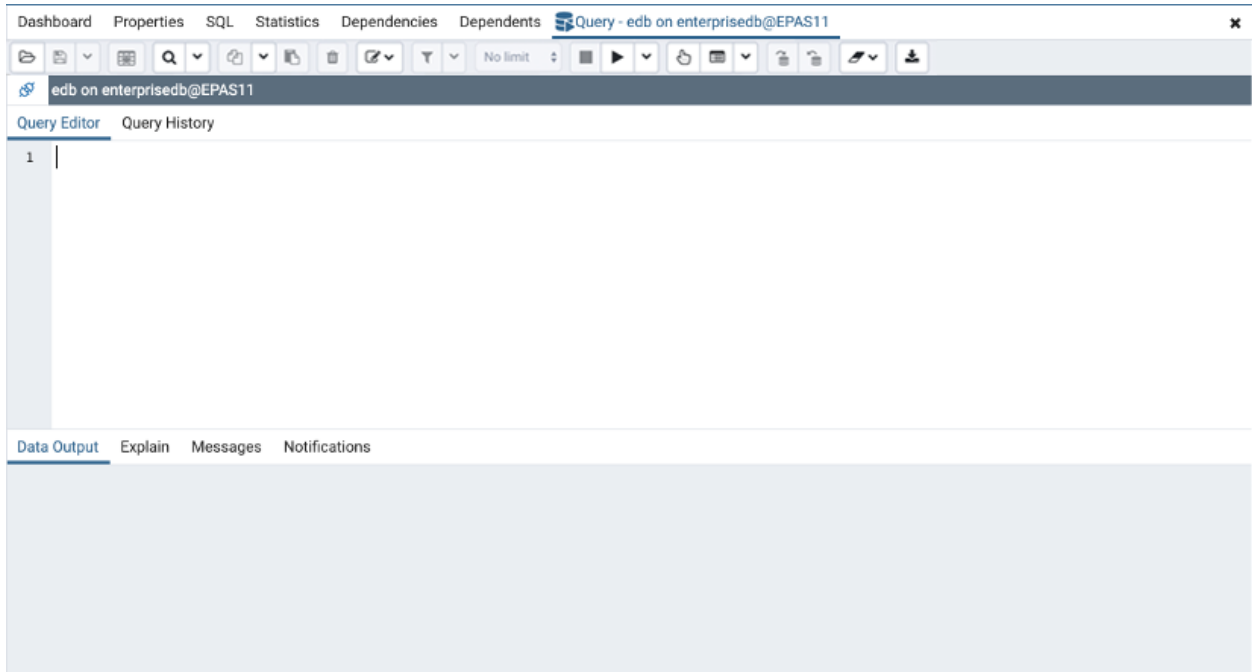 Dashboard Properties SQL Statistics Dependencies Dependents Query - edb on enterprisedb@EPAS11
No limit
edb on enterprisedb@EPAS11
Query Editor Query History
1
Data Output Explain Messages Notifications